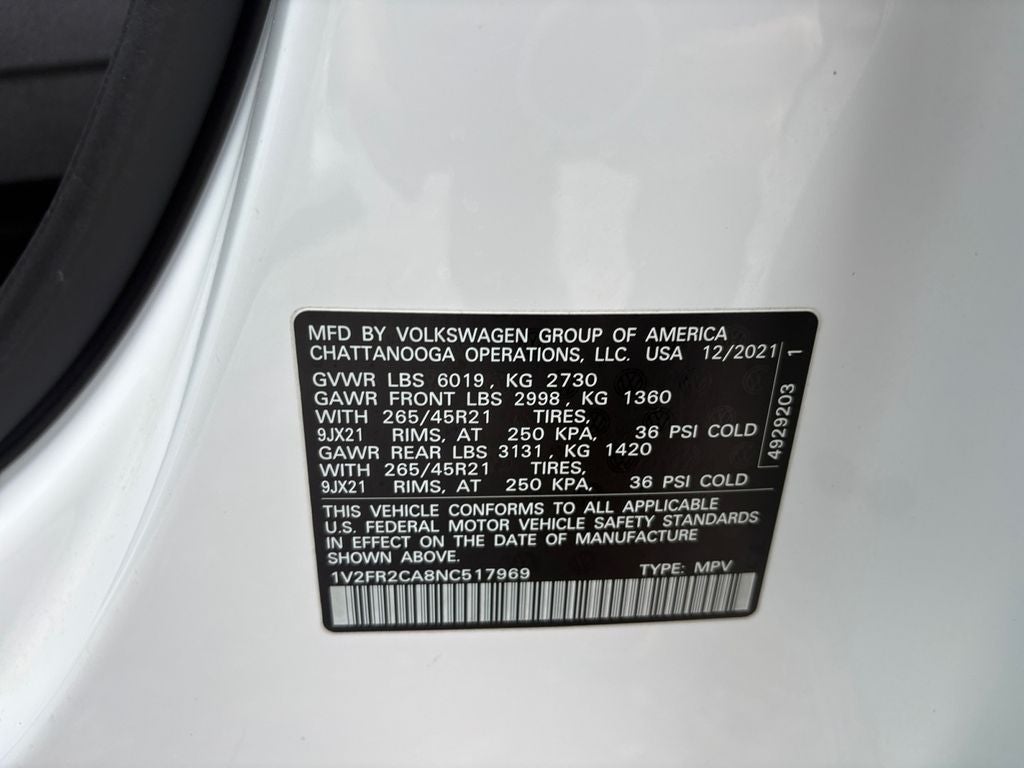 MFD BY VOLKSWAGEN GROUP OF AMERICA
CHATTANOOGA OPERATIONS, LLC. USA 12/2021
GVWR LBS 6019, KG 2730
GAWR FRONT LBS 2998, KG 1360
WITH 265/45R21 TIRES,
9JX21 RIMS, AT 250 KPA, 36 PSI COLD
GAWR REAR LBS 3131, KG 1420
WITH 265/45R21 TIRES,
9JX21 RIMS, AT 250 KPA, 36 PSI COLD
4929203 1
THIS VEHICLE CONFORMS TO ALL APPLICABLE
U.S. FEDERAL MOTOR VEHICLE SAFETY STANDARDS
IN EFFECT ON THE DATE OF MANUFACTURE
SHOWN ABOVE.
1V2FR2CA8NC517969 TYPE: MPV